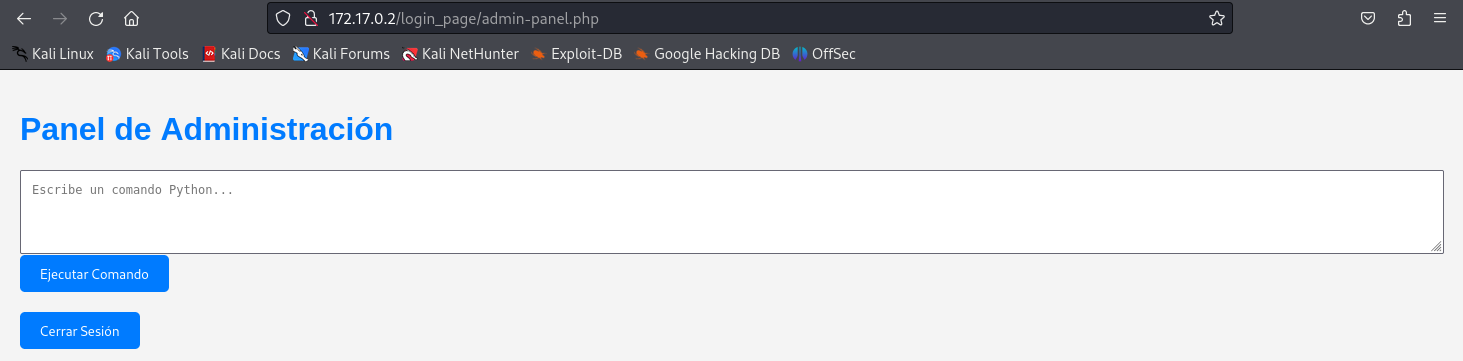 172.17.0.2/login_page/admin-panel.php
Kali Linux Kali Tools Kali Docs Kali Forums Kali NetHunter Exploit-DB Google Hacking DB OffSec
Panel de Administración
Escribe un comando Python...
Ejecutar Comando
Cerrar Sesión